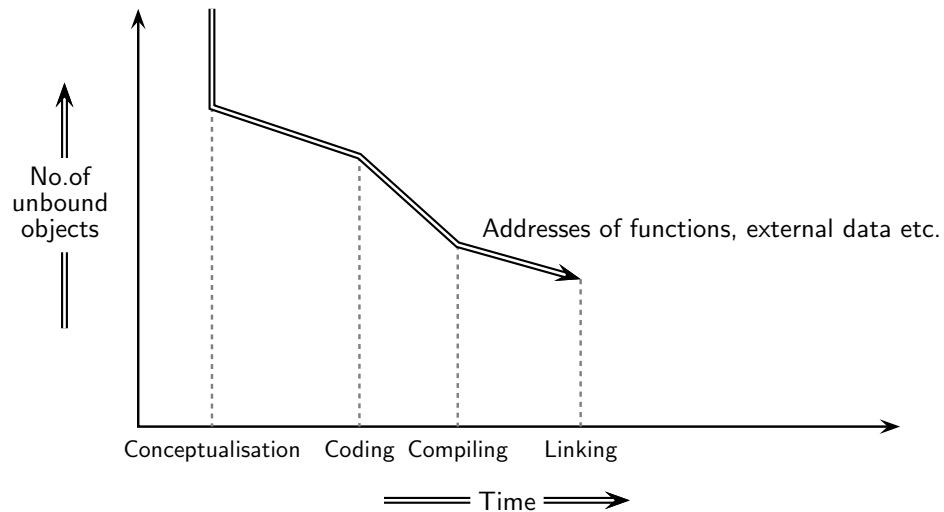 No.of
unbound
objects
Addresses of functions, external data etc.
Conceptualisation Coding Compiling Linking
Time